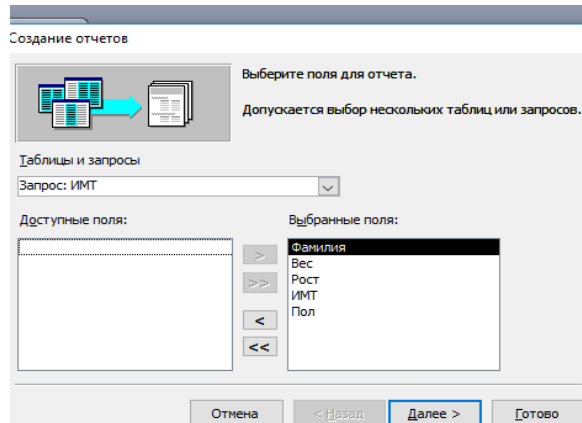 Создание отчетов
Выберите поля для отчета.
Допускается выбор нескольких таблиц или запросов.
Таблицы и запросы
Запрос: ИМТ
Доступные поля:
Выбранные поля:
>
>>
<
<<
Фамилия
Вес
Рост
ИМТ
Пол
Отмена
< Назад
Далее >
Готово